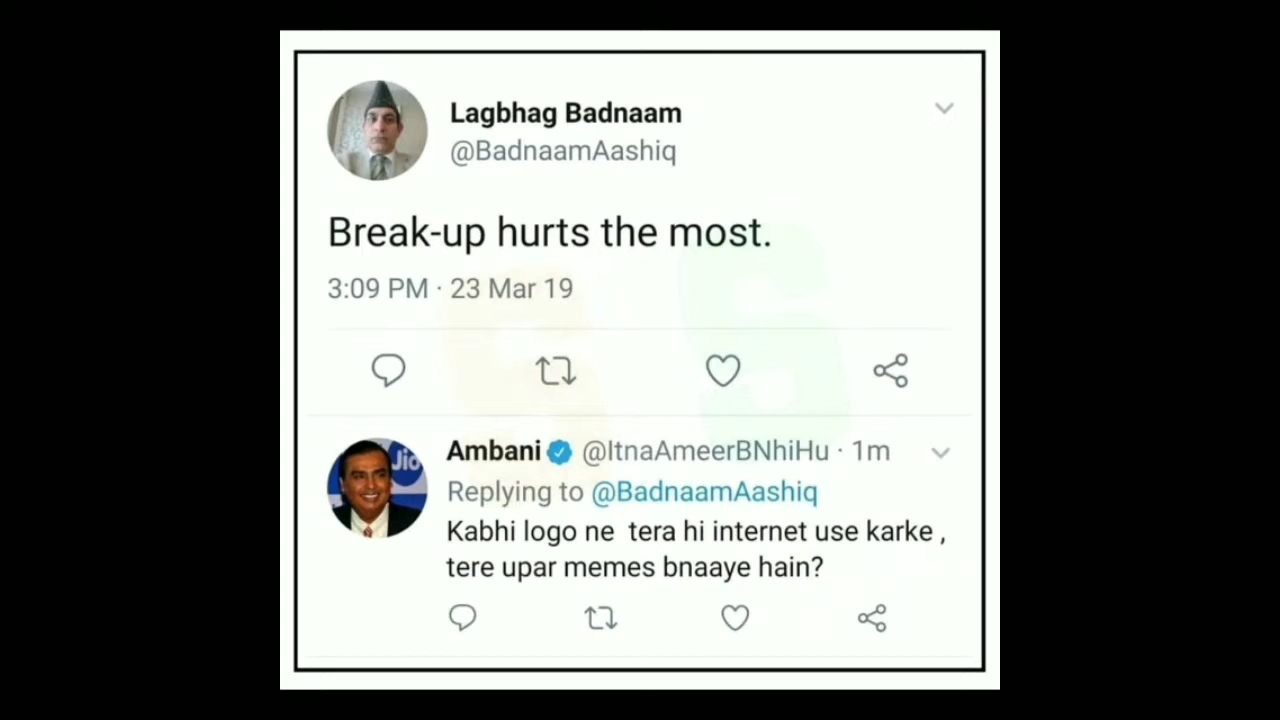 Lagbhag Badnaam
@BadnaamAashiq
Break-up hurts the most.
3:09 PM · 23 Mar 19
Jio
Ambani @ItnaAmeerBNhiHu · 1m
Replying to @BadnaamAashiq
Kabhi logo ne tera hi internet use karke ,
tere upar memes bnaaye hain?